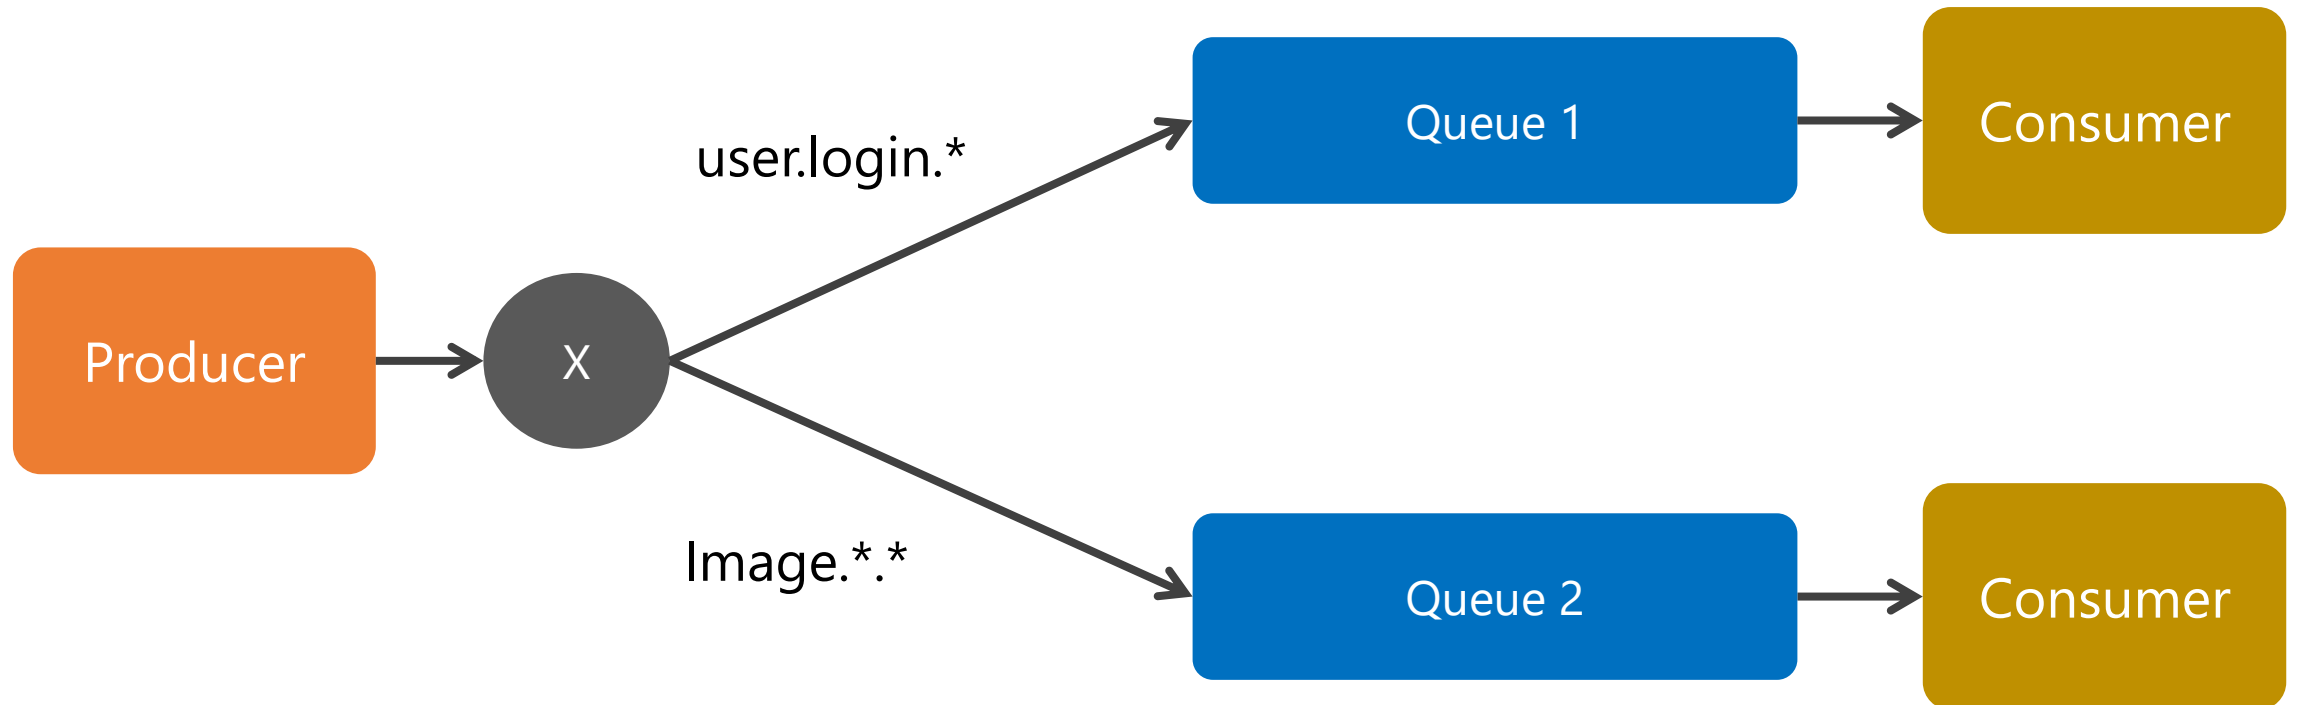 user.login.*
Queue 1
Consumer
Producer
X
Image.*.*
Queue 2
Consumer